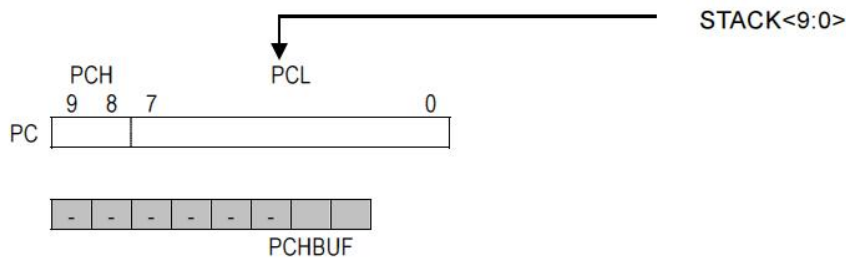 STACK<9:0>
PCH PCL
9 8 7 0
PC
- - - - - -
PCHBUF